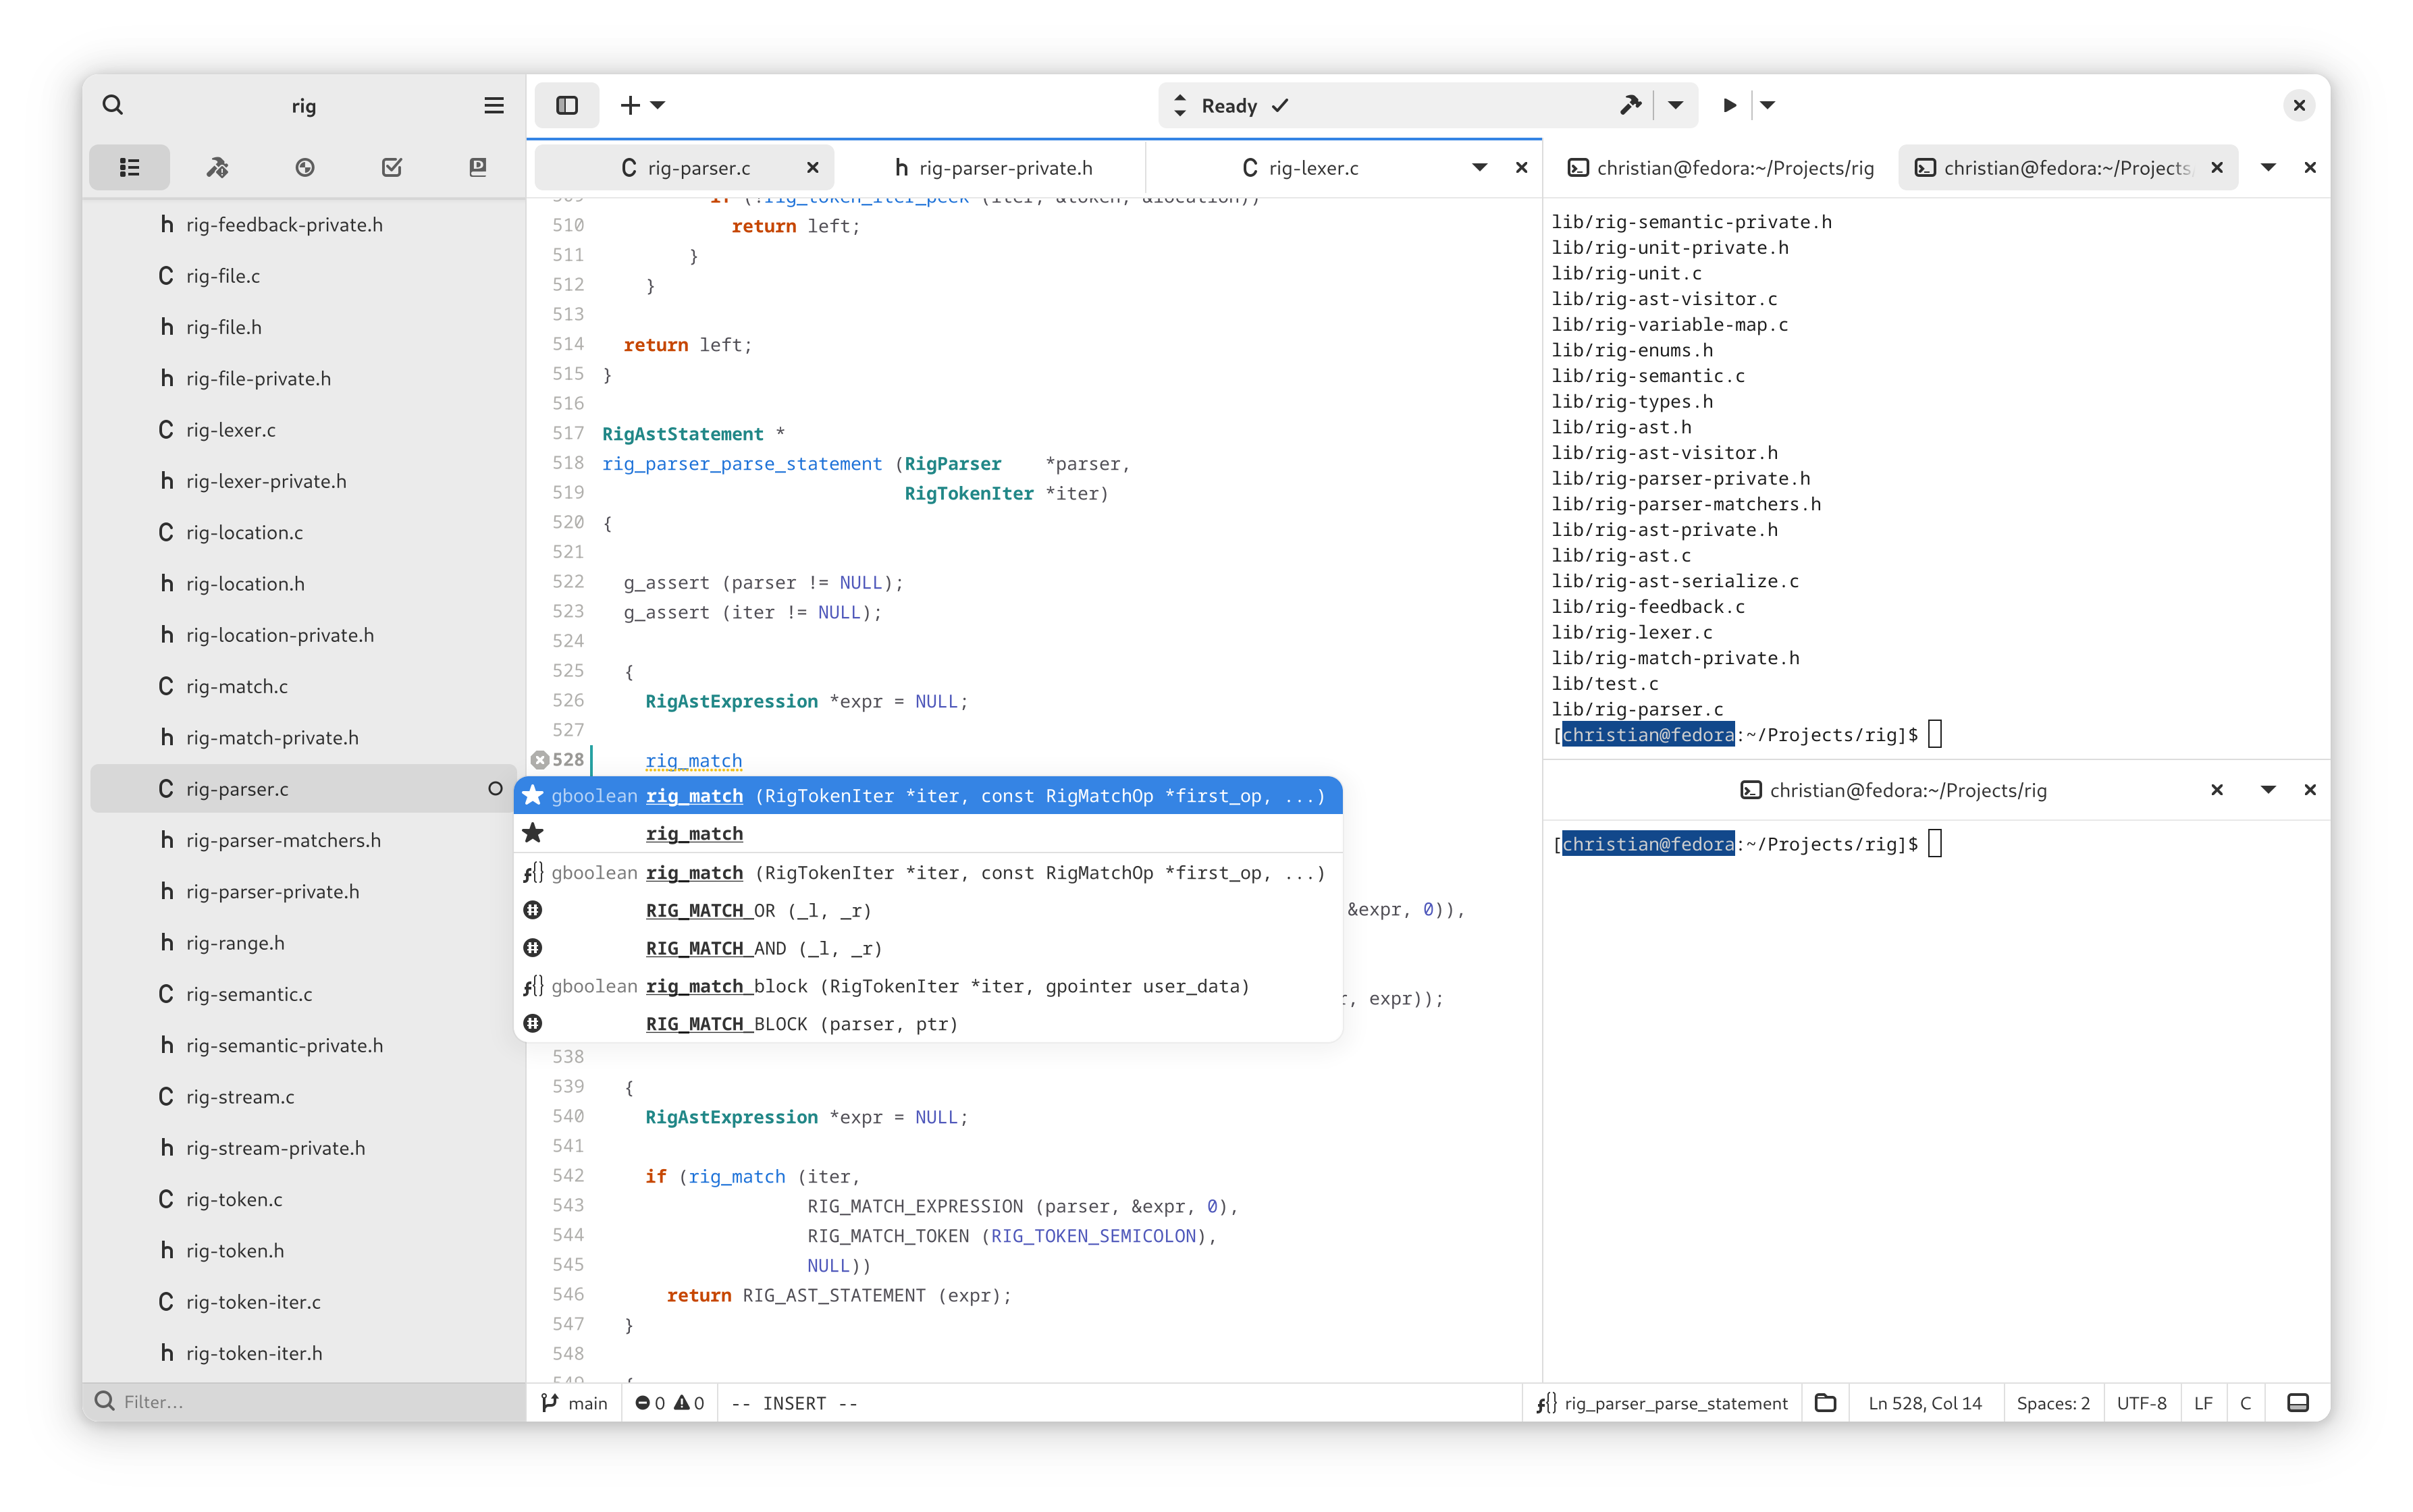 rig
Ready
rig-feedback-private.h
C rig-file.c
h rig-file.h
h rig-file-private.h
C rig-lexer.c
h rig-lexer-private.h
C rig-location.c
h rig-location.h
h rig-location-private.h
C rig-match.c
h rig-match-private.h
C rig-parser.c
h rig-parser-matchers.h
h rig-parser-private.h
h rig-range.h
C rig-semantic.c
h rig-semantic-private.h
C rig-stream.c
h rig-stream-private.h
C rig-token.c
h rig-token.h
C rig-token-iter.c
h rig-token-iter.h
Filter...
C rig-parser.c
h rig-parser-private.h
C rig-lexer.c
509 if (!rig_token_iter_peek (iter, &token, &location))
510 return left;
511 }
512 }
513
514 return left;
515 }
516
517 RigAstStatement *
518 rig_parser_parse_statement (RigParser *parser,
519 RigTokenIter *iter)
520 {
521
522 g_assert (parser != NULL);
523 g_assert (iter != NULL);
524
525 {
526 RigAstExpression *expr = NULL;
527
528 rig_match
gboolean rig_match (RigTokenIter *iter, const RigMatchOp *first_op, ...)
rig_match
gboolean rig_match (RigTokenIter *iter, const RigMatchOp *first_op, ...)
RIG_MATCH_OR (_l, _r)
&expr, 0)),
RIG_MATCH_AND (_l, _r)
gboolean rig_match_block (RigTokenIter *iter, gpointer user_data)
, expr));
RIG_MATCH_BLOCK (parser, ptr)
538
539 {
540 RigAstExpression *expr = NULL;
541
542 if (rig_match (iter,
543 RIG_MATCH_EXPRESSION (parser, &expr, 0),
544 RIG_MATCH_TOKEN (RIG_TOKEN_SEMICOLON),
545 NULL))
546 return RIG_AST_STATEMENT (expr);
547 }
548
christian@fedora:~/Projects/rig
christian@fedora:~/Projects
lib/rig-semantic-private.h
lib/rig-unit-private.h
lib/rig-unit.c
lib/rig-ast-visitor.c
lib/rig-variable-map.c
lib/rig-enums.h
lib/rig-semantic.c
lib/rig-types.h
lib/rig-ast.h
lib/rig-ast-visitor.h
lib/rig-parser-private.h
lib/rig-parser-matchers.h
lib/rig-ast-private.h
lib/rig-ast.c
lib/rig-ast-serialize.c
lib/rig-feedback.c
lib/rig-lexer.c
lib/rig-match-private.h
lib/test.c
lib/rig-parser.c
[christian@fedora:~/Projects/rig]$
christian@fedora:~/Projects/rig
[christian@fedora:~/Projects/rig]$
main
0 0
-- INSERT --
rig_parser_parse_statement
Ln 528, Col 14
Spaces: 2
UTF-8
LF
C